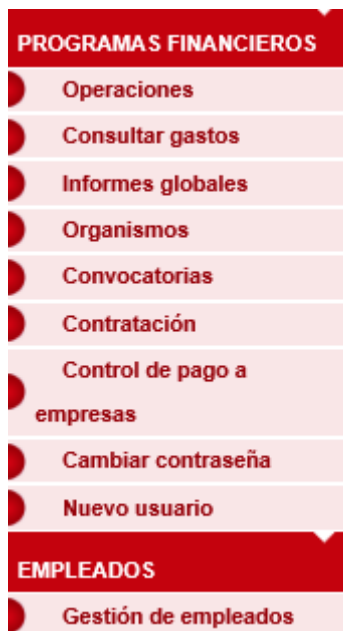 PROGRAMAS FINANCIEROS
Operaciones
Consultar gastos
Informes globales
Organismos
Convocatorias
Contratación
Control de pago a
empresas
Cambiar contraseña
Nuevo usuario
EMPLEADOS
Gestión de empleados